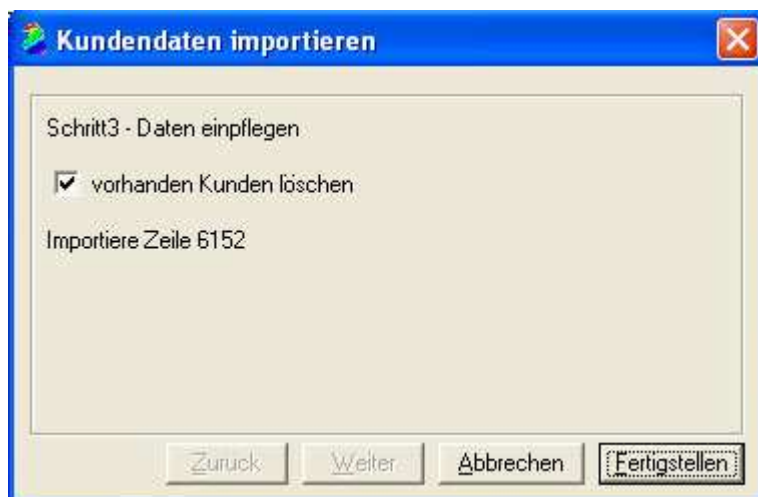 Kundendaten importieren
Schritt3 - Daten einpflegen
vorhanden Kunden löschen
Importiere Zeile 6152
Zurück Weiter Abbrechen Fertigstellen